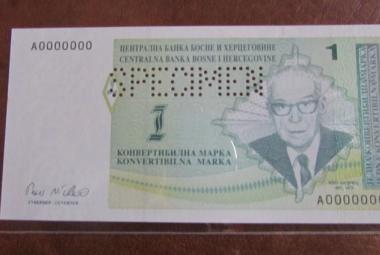 A0000000
ЦЕНТРАЛНА БАНКА БОСНЕ И ХЕРЦЕГОВИНЕ
CENTRALNA BANKA BOSNE I HERCEGOVINE
1
SPECIMEN
1
КОНВЕРТИБИЛНА МАРКА
KONVERTIBILNA MARKA
A0000000